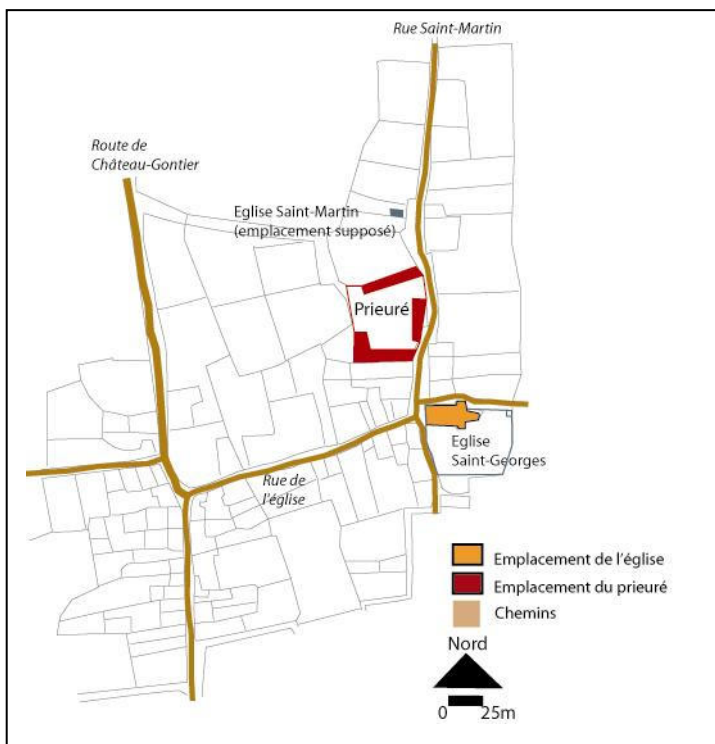 Rue Saint-Martin
Route de
Château-Gontier
Eglise Saint-Martin
(emplacement supposé)
Prieuré
Eglise
Saint-Georges
Rue de
l'église
Emplacement de l'église
Emplacement du prieuré
Chemins
Nord
0 25m